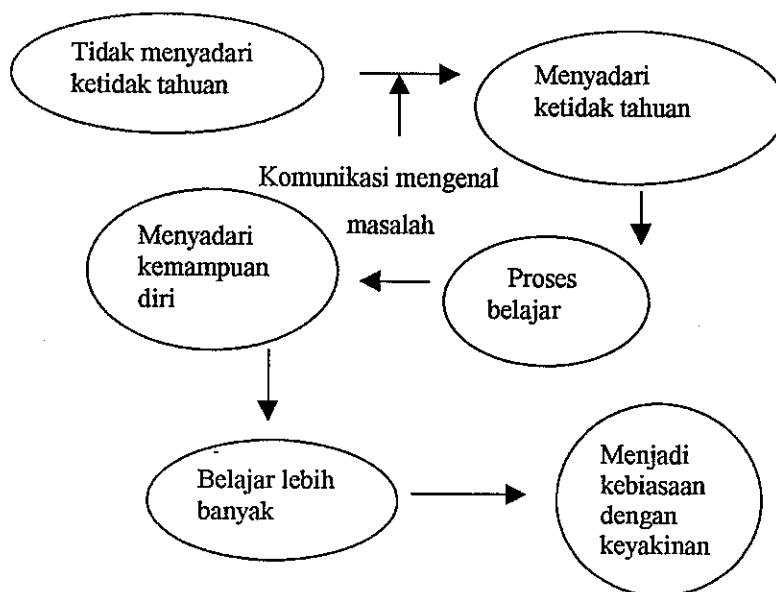 Tidak menyadari
ketidak tahuan
Menyadari
ketidak tahuan
Komunikasi mengenal
masalah
Menyadari
kemampuan
diri
Proses
belajar
Belajar lebih
banyak
Menjadi
kebiasaan
dengan
keyakinan